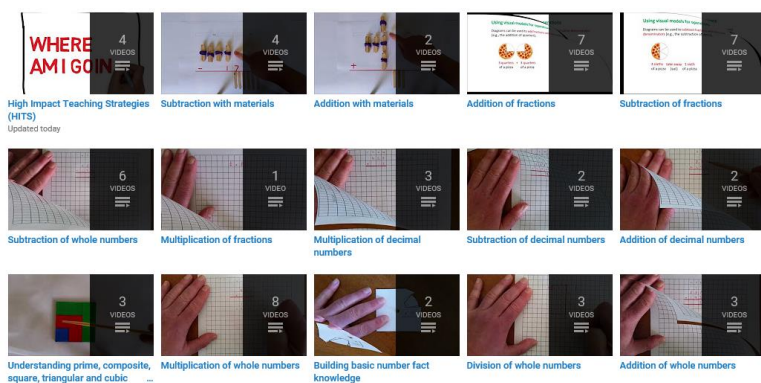 WHERE
AM I GOIN
4
VIDEOS
4
VIDEOS
2
VIDEOS
7
VIDEOS
7
VIDEOS
High Impact Teaching Strategies
(HITS)
Updated today
Subtraction with materials
Addition with materials
Addition of fractions
Subtraction of fractions
6
VIDEOS
1
VIDEO
3
VIDEOS
2
VIDEOS
2
VIDEOS
Subtraction of whole numbers
Multiplication of fractions
Multiplication of decimal
numbers
Subtraction of decimal numbers
Addition of decimal numbers
3
VIDEOS
8
VIDEOS
2
VIDEOS
3
VIDEOS
3
VIDEOS
Understanding prime, composite,
square, triangular and cubic ...
Multiplication of whole numbers
Building basic number fact
knowledge
Division of whole numbers
Addition of whole numbers